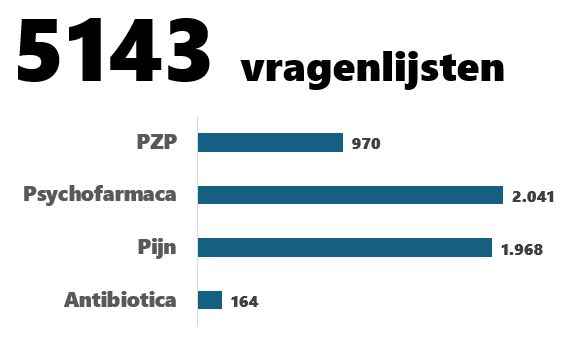 5143 vragenlijsten
PZP 970
Psychofarmaca 2.041
Pijn 1.968
Antibiotica 164